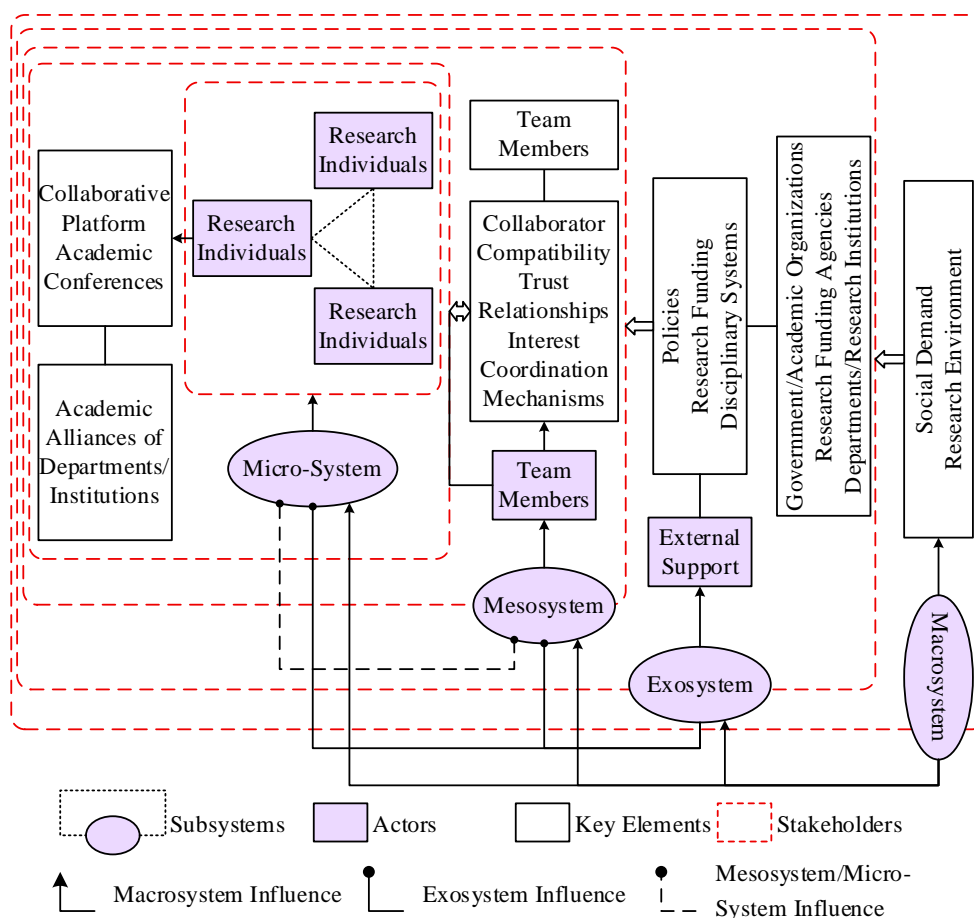 Collaborative
Platform
Academic
Conferences
Academic
Alliances of
Departments/
Institutions
Research
Individuals
Research
Individuals
Research
Individuals
Micro-System
Team
Members
Collaborator
Compatibility
Trust
Relationships
Interest
Coordination
Mechanisms
Team
Members
Mesosystem
Policies
Research Funding
Disciplinary Systems
External
Support
Exosystem
Government/Academic Organizations
Research Funding Agencies
Departments/Research Institutions
Social Demand
Research Environment
Macrosystem
Subsystems
Actors
Key Elements
Stakeholders
Macrosystem Influence
Exosystem Influence
Mesosystem/Micro-
System Influence